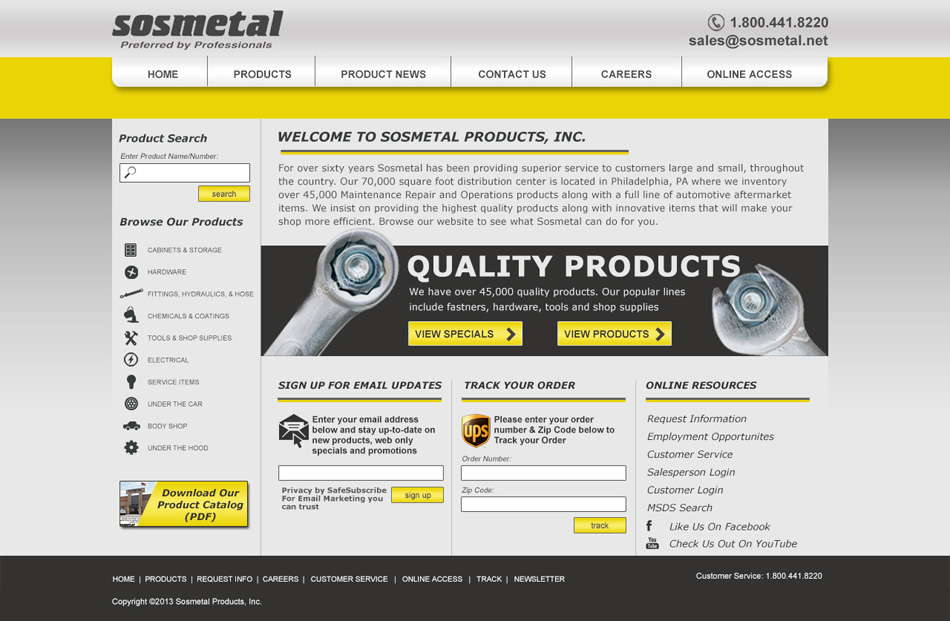 sosmetal
Preferred by Professionals
1.800.441.8220
sales@sosmetal.net
HOME
PRODUCTS
PRODUCT NEWS
CONTACT US
CAREERS
ONLINE ACCESS
Product Search
Enter Product Name/Number:
search
Browse Our Products
CABINETS & STORAGE
HARDWARE
FITTINGS, HYDRAULICS, & HOSE
CHEMICALS & COATINGS
TOOLS & SHOP SUPPLIES
ELECTRICAL
SERVICE ITEMS
UNDER THE CAR
BODY SHOP
UNDER THE HOOD
Download Our
Product Catalog
(PDF)
WELCOME TO SOSMETAL PRODUCTS, INC.
For over sixty years Sosmetal has been providing superior service to customers large and small, throughout
the country. Our 70,000 square foot distribution center is located in Philadelphia, PA where we inventory
over 45,000 Maintenance Repair and Operations products along with a full line of automotive aftermarket
items. We insist on providing the highest quality products along with innovative items that will make your
shop more efficient. Browse our website to see what Sosmetal can do for you.
QUALITY PRODUCTS
We have over 45,000 quality products. Our popular lines
include fastners, hardware, tools and shop supplies
VIEW SPECIALS
VIEW PRODUCTS
SIGN UP FOR EMAIL UPDATES
Enter your email address
below and stay up-to-date on
new products, web only
specials and promotions
Privacy by SafeSubscribe
For Email Marketing you
can trust
sign up
TRACK YOUR ORDER
ups
Please enter your order
number & Zip Code below to
Track your Order
Order Number:
Zip Code:
track
ONLINE RESOURCES
Request Information
Employment Opportunites
Customer Service
Salesperson Login
Customer Login
MSDS Search
f Like Us On Facebook
You Tube Check Us Out On YouTube
HOME | PRODUCTS | REQUEST INFO | CAREERS | CUSTOMER SERVICE | ONLINE ACCESS | TRACK | NEWSLETTER
Customer Service: 1.800.441.8220
Copyright ©2013 Sosmetal Products, Inc.